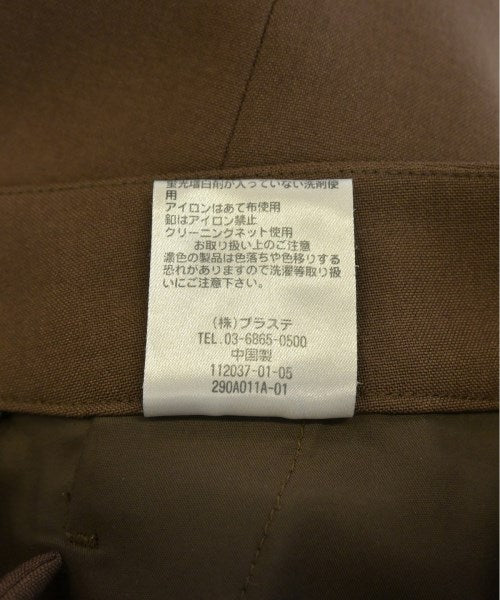 蛍光増白剤が入っていない洗剤使
用
アイロンはあて布使用
釦はアイロン禁止
クリーニングネット使用
お取り扱い上のご注意
濃色の製品は色落ちや色移りする
恐れがありますので洗濯等取り扱
いにご注意下さい。
(株)プラステ
TEL.03-6865-0500
中国製
112037-01-05
290A011A-01